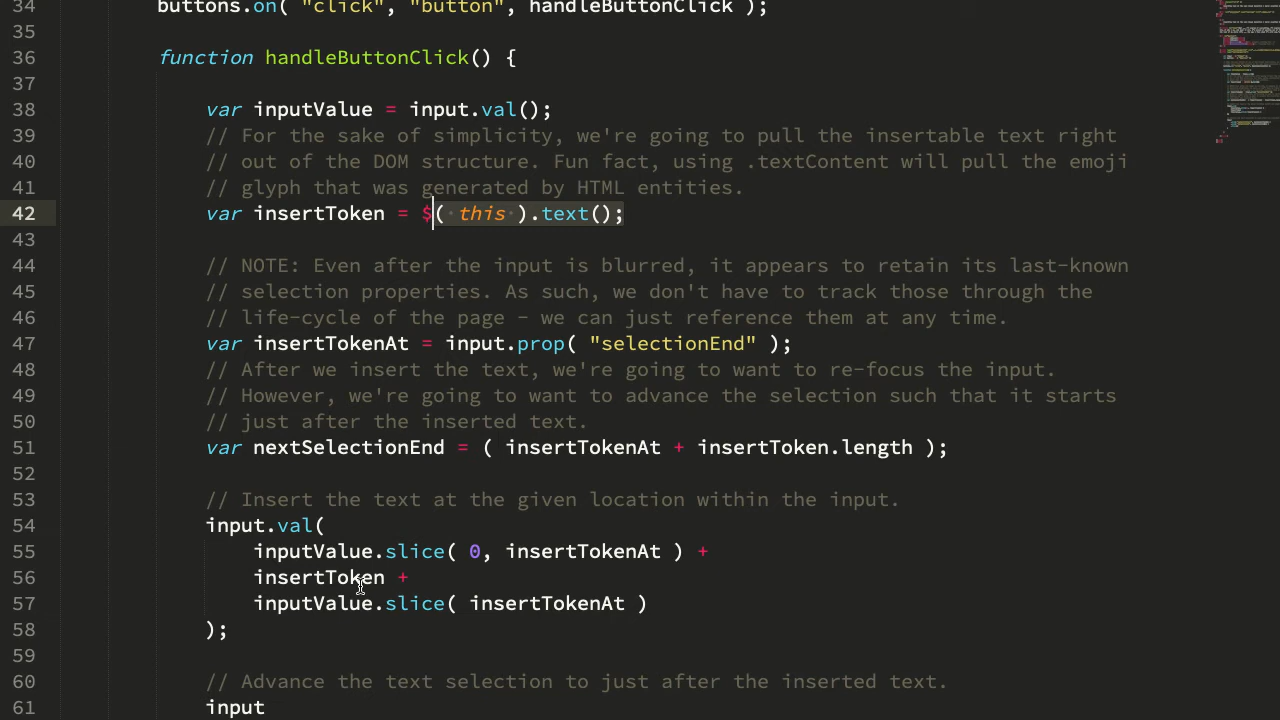 34 buttons.on( "click", "button", handleButtonClick );
35
36 function handleButtonClick() {
37
38 var inputValue = input.val();
39 // For the sake of simplicity, we're going to pull the insertable text right
40 // out of the DOM structure. Fun fact, using .textContent will pull the emoji
41 // glyph that was generated by HTML entities.
42 var insertToken = $( this ).text();
43
44 // NOTE: Even after the input is blurred, it appears to retain its last-known
45 // selection properties. As such, we don't have to track those through the
46 // life-cycle of the page - we can just reference them at any time.
47 var insertTokenAt = input.prop( "selectionEnd" );
48 // After we insert the text, we're going to want to re-focus the input.
49 // However, we're going to want to advance the selection such that it starts
50 // just after the inserted text.
51 var nextSelectionEnd = ( insertTokenAt + insertToken.length );
52
53 // Insert the text at the given location within the input.
54 input.val(
55 inputValue.slice( 0, insertTokenAt ) +
56 insertToken +
57 inputValue.slice( insertTokenAt )
58 );
59
60 // Advance the text selection to just after the inserted text.
61 input